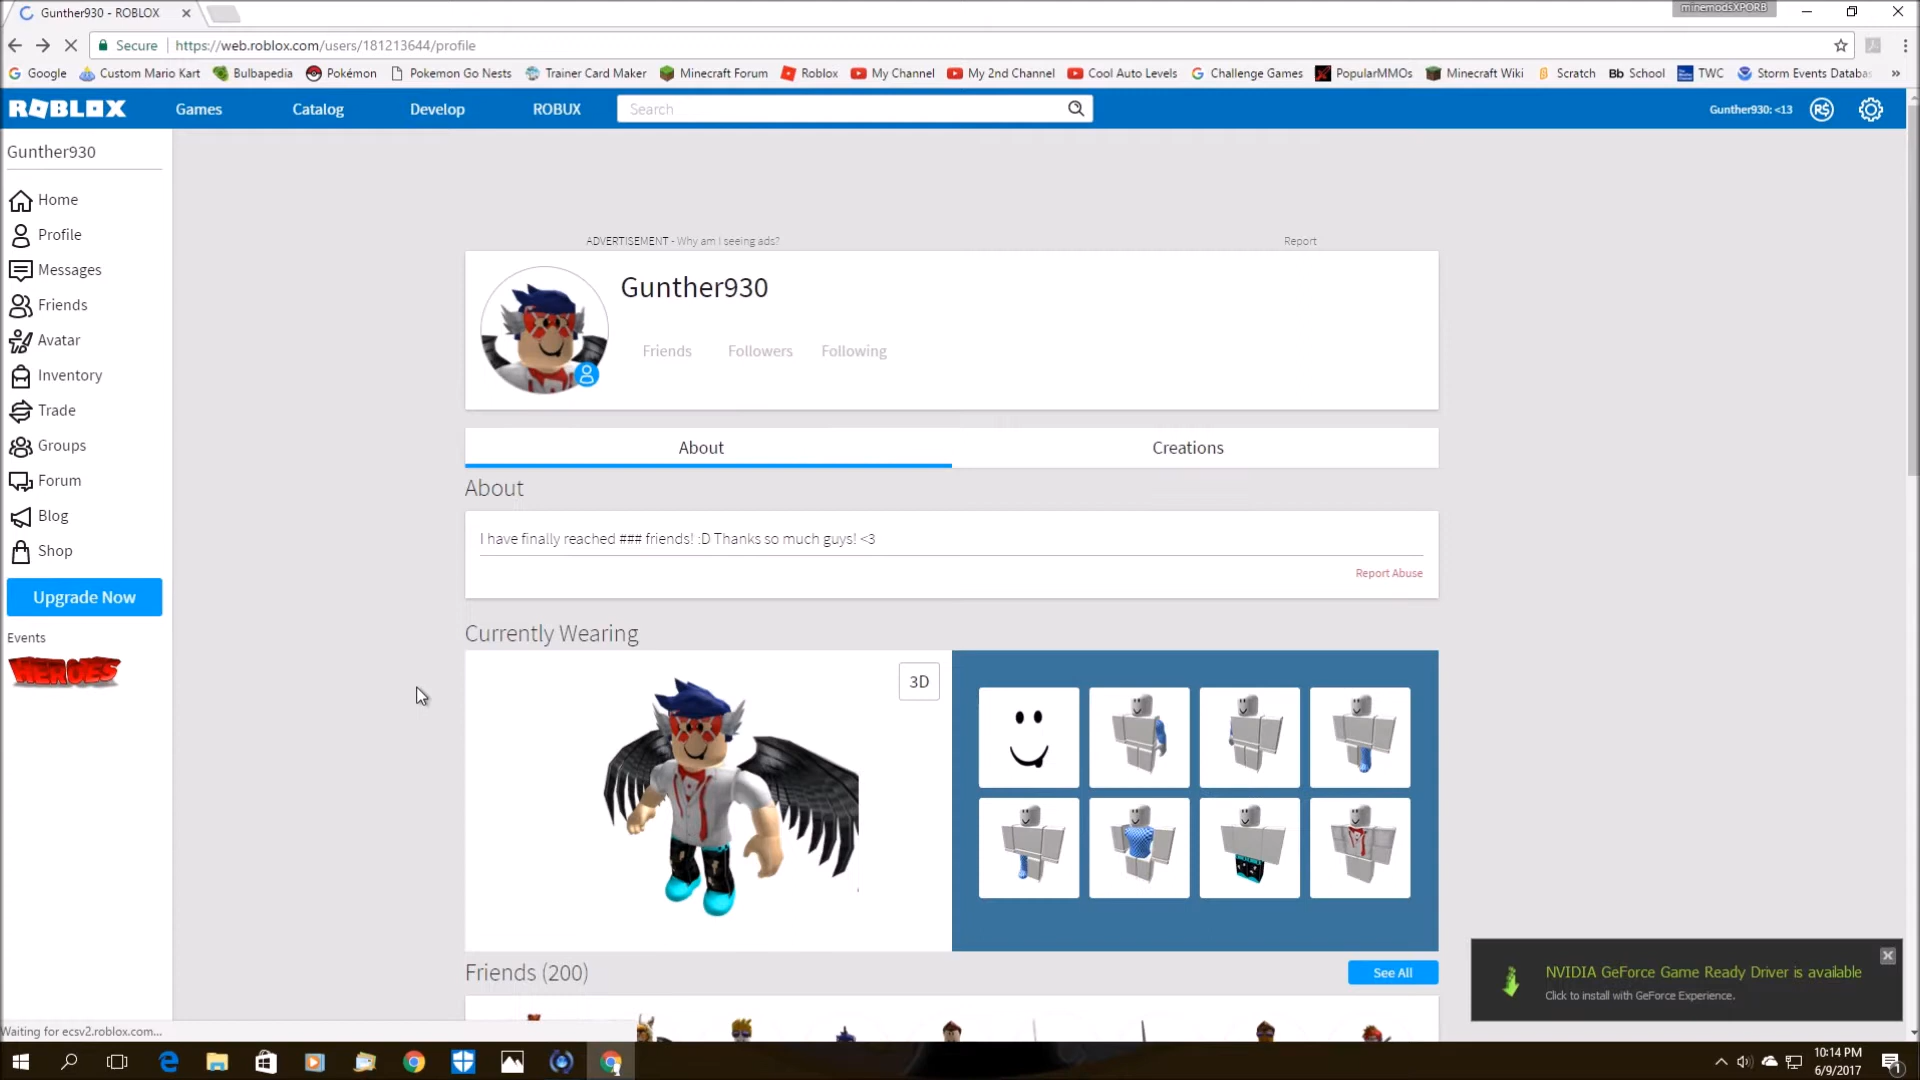 Gunther930 - ROBLOX
minemodsXPORB
Secure
https://web.roblox.com/users/181213644/profile
Google
Custom Mario Kart
Bulbapedia
Pokémon
Pokemon Go Nests
Trainer Card Maker
Minecraft Forum
Roblox
My Channel
My 2nd Channel
Cool Auto Levels
Challenge Games
PopularMMOs
Minecraft Wiki
Scratch
Bb School
TWC
Storm Events Databas
ROBLOX
Games
Catalog
Develop
ROBUX
Search
Gunther930: <13
R$
Gunther930
Home
Profile
Messages
Friends
Avatar
Inventory
Trade
Groups
Forum
Blog
Shop
Upgrade Now
Events
HEROES
ADVERTISEMENT - Why am I seeing ads?
Report
Gunther930
Friends
Followers
Following
About
Creations
About
I have finally reached ### friends! :D Thanks so much guys! <3
Report Abuse
Currently Wearing
3D
Friends (200)
See All
NVIDIA GeForce Game Ready Driver is available
Click to install with GeForce Experience.
Waiting for ecsv2.roblox.com...
10:14 PM
6/9/2017
1